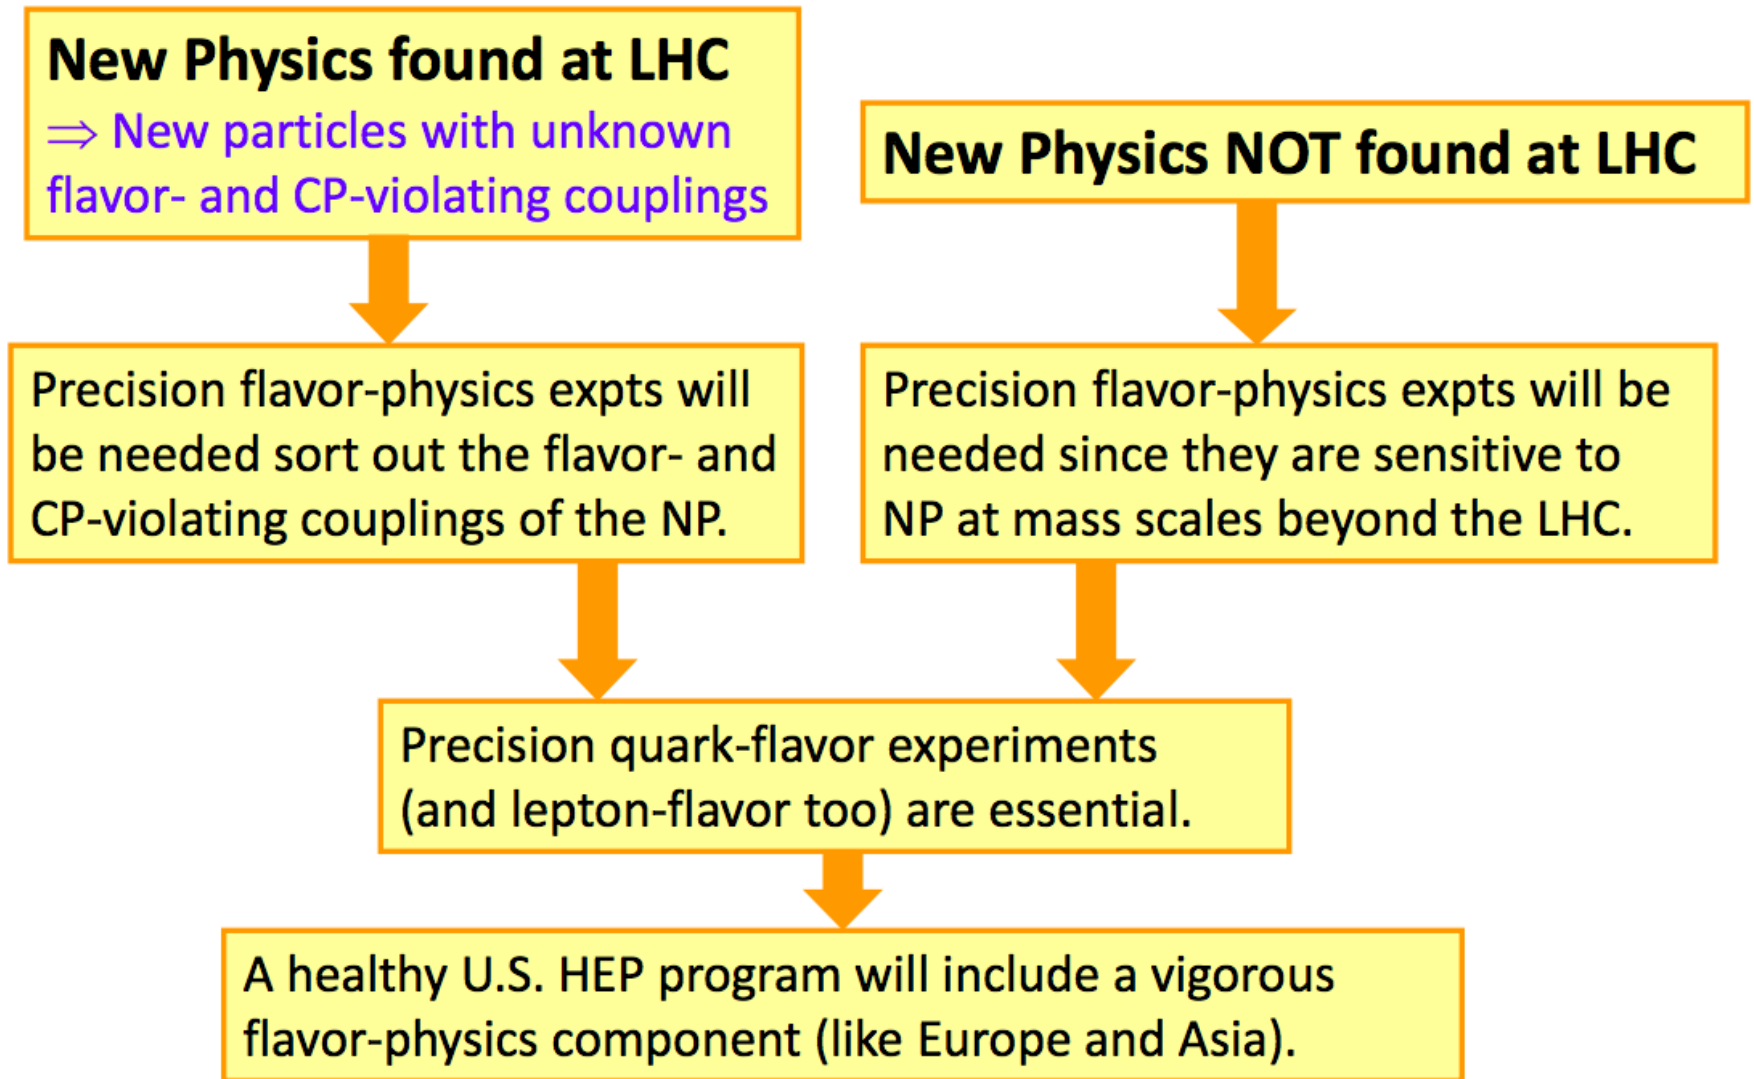 New Physics found at LHC
⇒ New particles with unknown
flavor- and CP-violating couplings
New Physics NOT found at LHC
Precision flavor-physics expts will
be needed sort out the flavor- and
CP-violating couplings of the NP.
Precision flavor-physics expts will be
needed since they are sensitive to
NP at mass scales beyond the LHC.
Precision quark-flavor experiments
(and lepton-flavor too) are essential.
A healthy U.S. HEP program will include a vigorous
flavor-physics component (like Europe and Asia).